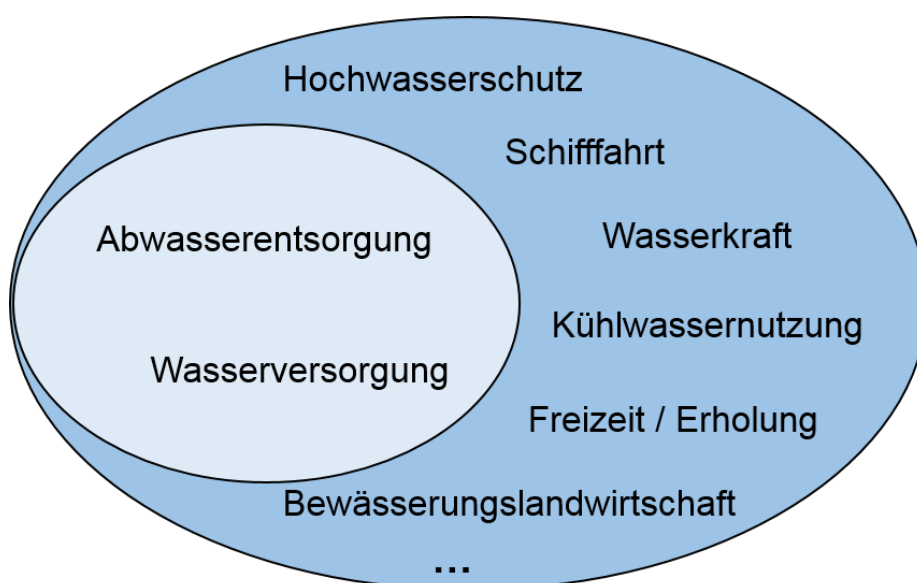 Hochwasserschutz
Schifffahrt
Abwasserentsorgung
Wasserkraft
Kühlwassernutzung
Wasserversorgung
Freizeit / Erholung
Bewässerungslandwirtschaft
...